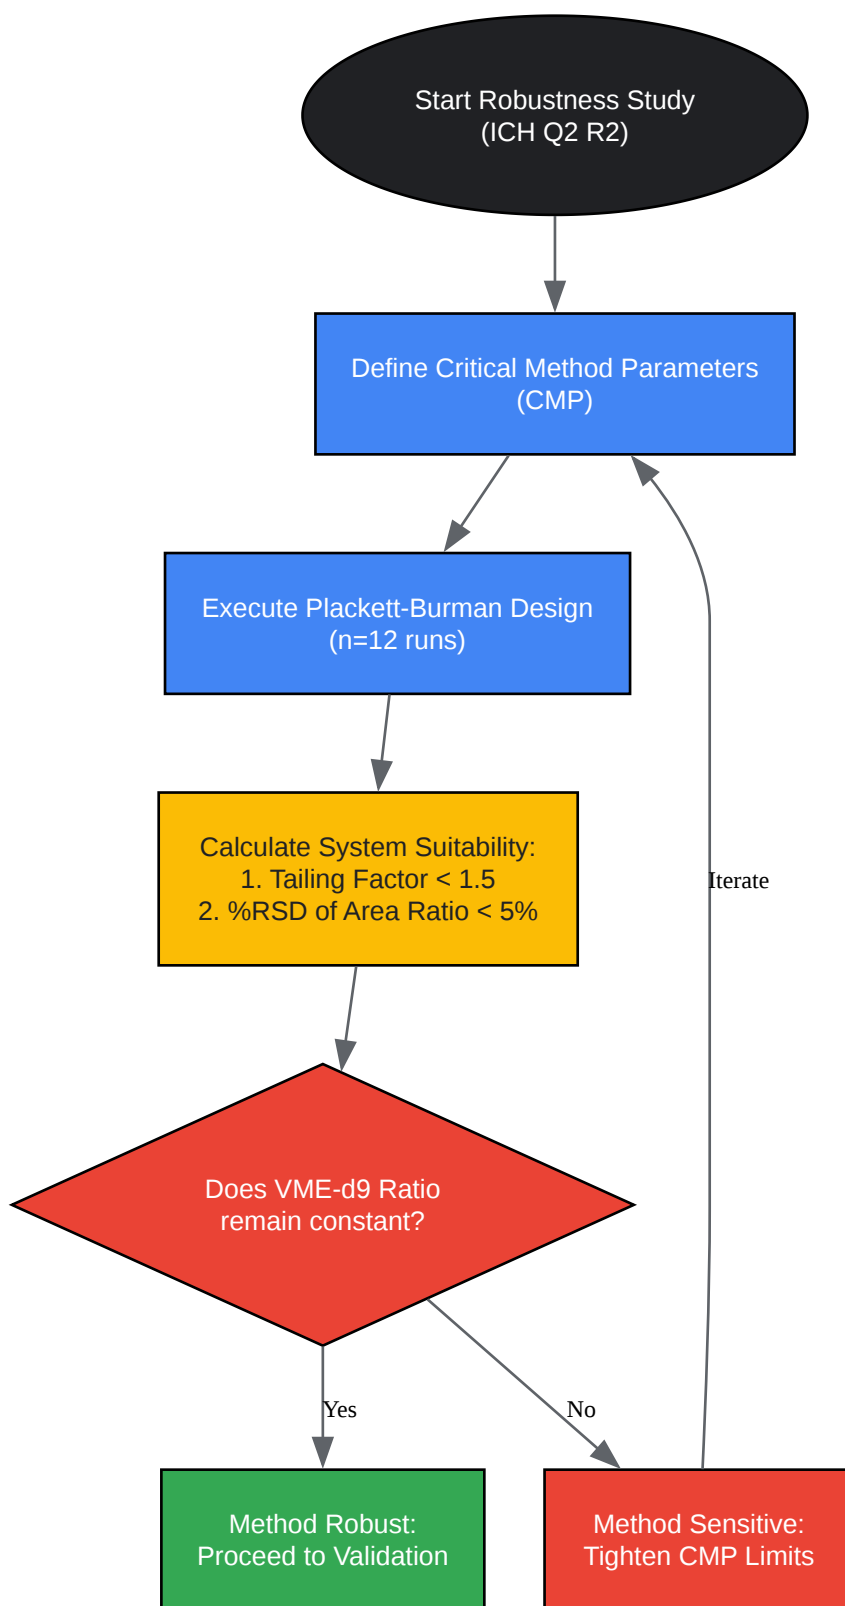 Start Robustness Study
(ICH Q2 R2)
Define Critical Method Parameters
(CMP)
Execute Plackett-Burman Design
(n=12 runs)
Calculate System Suitability:
1. Tailing Factor < 1.5
2. %RSD of Area Ratio < 5%
Iterate
Does VME-d9 Ratio
remain constant?
Yes
No
Method Robust:
Proceed to Validation
Method Sensitive:
Tighten CMP Limits